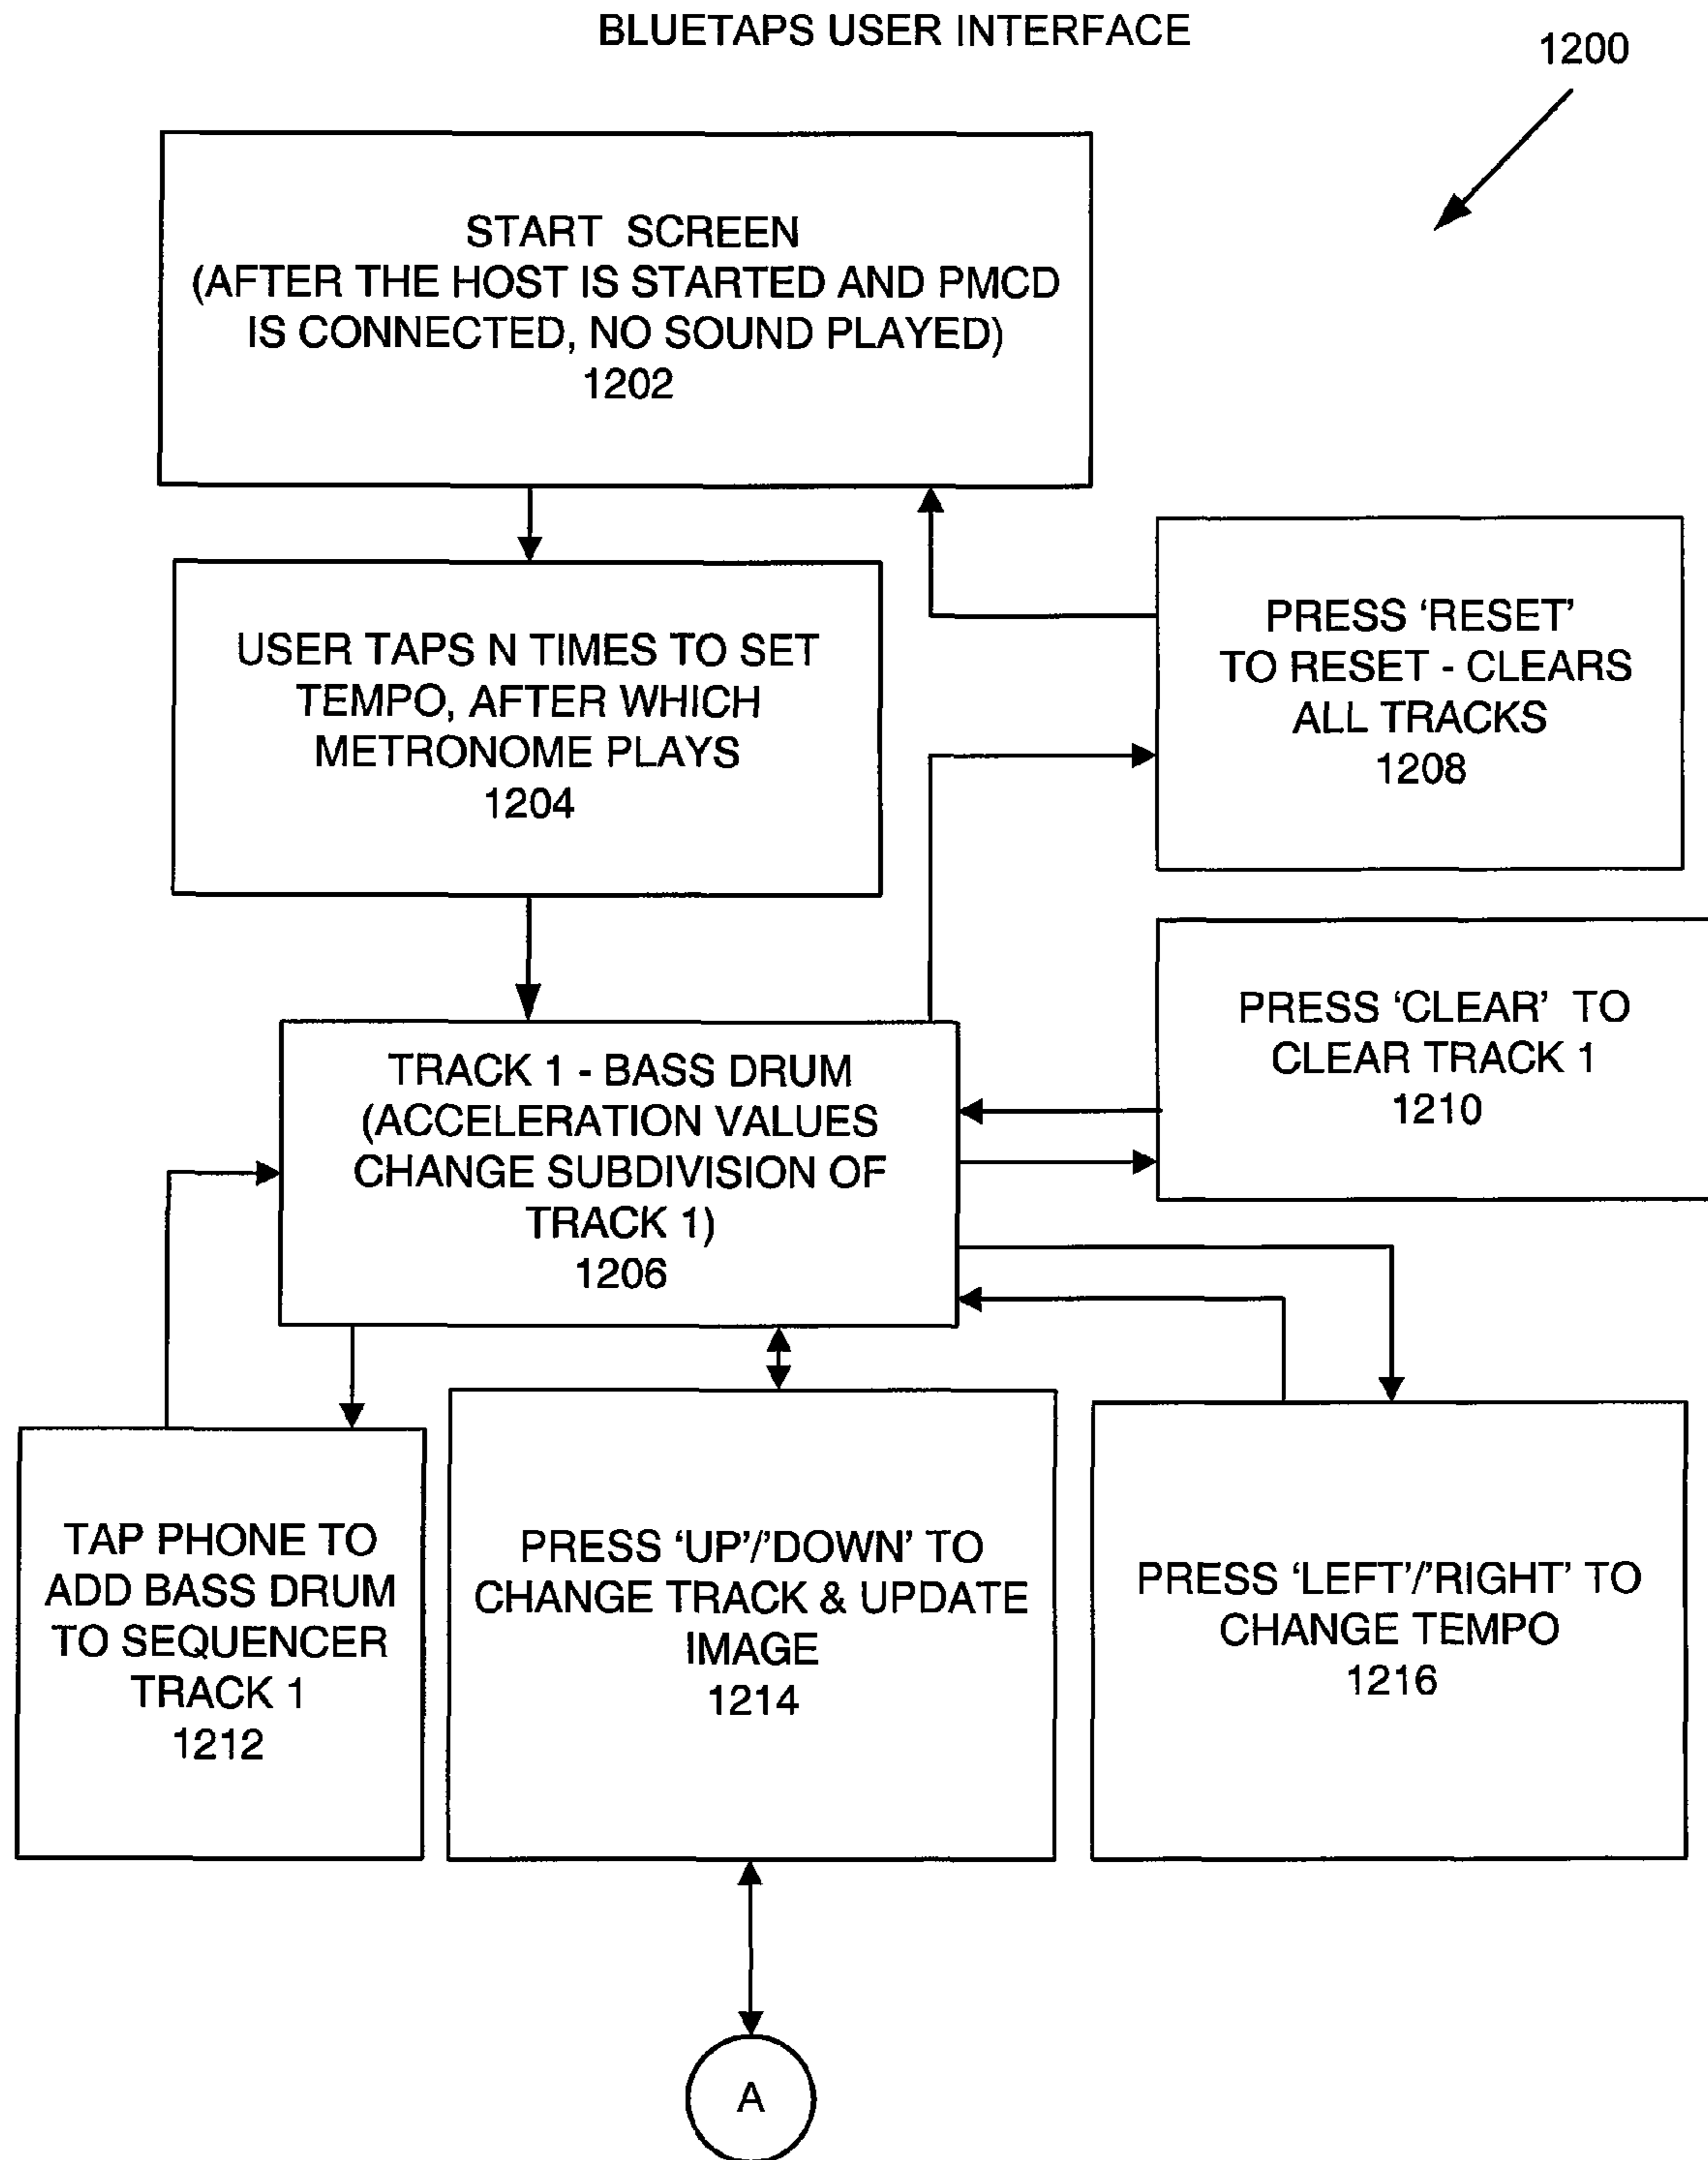 BLUETAPS USER INTERFACE
1200
START SCREEN
(AFTER THE HOST IS STARTED AND PMCD
IS CONNECTED, NO SOUND PLAYED)
1202
USER TAPS N TIMES TO SET
TEMPO, AFTER WHICH
METRONOME PLAYS
1204
PRESS ‘RESET’
TO RESET - CLEARS
ALL TRACKS
1208
PRESS ‘CLEAR’ TO
CLEAR TRACK 1
1210
TRACK 1 - BASS DRUM
(ACCELERATION VALUES
CHANGE SUBDIVISION OF
TRACK 1)
1206
TAP PHONE TO
ADD BASS DRUM
TO SEQUENCER
TRACK 1
1212
PRESS ‘UP’/’DOWN’ TO
CHANGE TRACK & UPDATE
IMAGE
1214
PRESS ‘LEFT’/’RIGHT’ TO
CHANGE TEMPO
1216
A